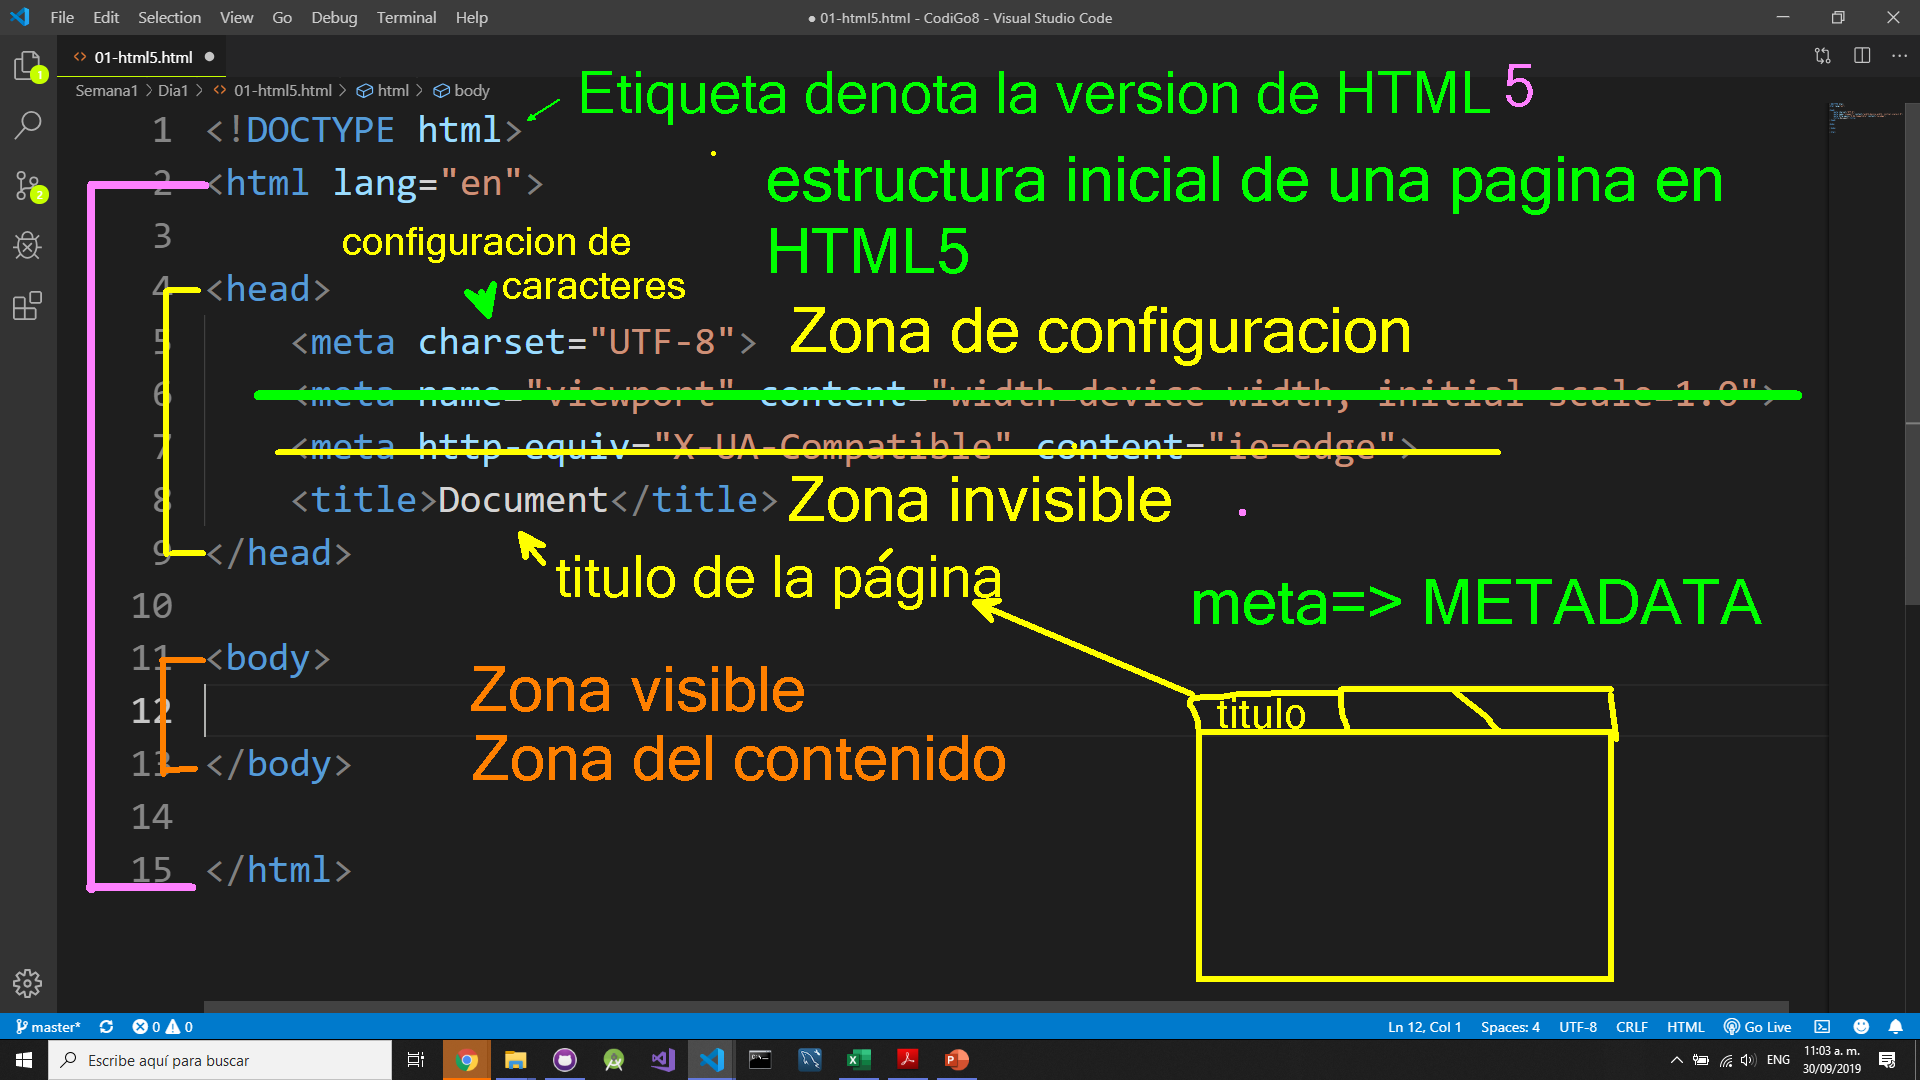 File Edit Selection View Go Debug Terminal Help
● 01-html5.html - CodiGo8 - Visual Studio Code
01-html5.html ●
Semana1 > Dia1 > 01-html5.html > html > body
1 <!DOCTYPE html>
Etiqueta denota la version de HTML 5
2 <html lang="en">
estructura inicial de una pagina en
HTML5
3
configuracion de
caracteres
4 <head>
5 <meta charset="UTF-8">
Zona de configuracion
6 <meta name="viewport" content="width=device-width, initial-scale=1.0">
7 <meta http-equiv="X-UA-Compatible" content="ie=edge">
8 <title>Document</title>
Zona invisible
9 </head>
titulo de la página
10
meta=> METADATA
11 <body>
Zona visible
12
titulo
13 </body>
Zona del contenido
14
15 </html>
1
2
master* 0 0
Ln 12, Col 1 Spaces: 4 UTF-8 CRLF HTML Go Live
Escribe aquí para buscar
ENG
11:03 a. m.
30/09/2019